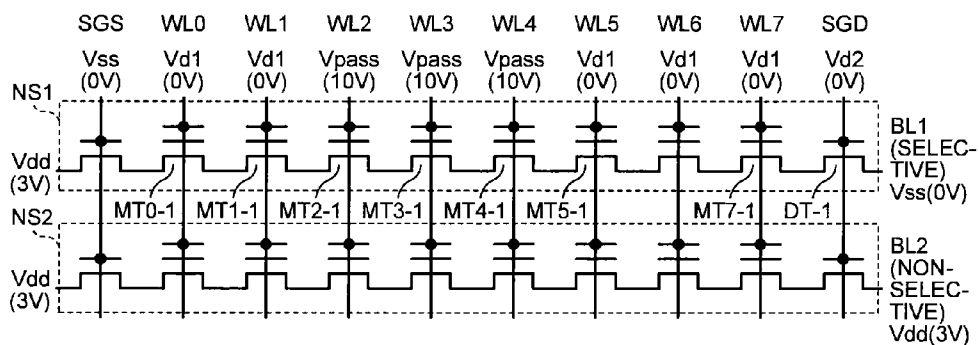 SGS WL0 WL1 WL2 WL3 WL4 WL5 WL6 WL7 SGD
Vss Vd1 Vd1 Vpass Vpass Vpass Vd1 Vd1 Vd1 Vd2
(0V) (0V) (0V) (10V) (10V) (10V) (0V) (0V) (0V) (0V)
NS1
Vdd
(3V)
BL1
(SELEC-
TIVE)
Vss(0V)
MT0-1 MT1-1 MT2-1 MT3-1 MT4-1 MT5-1 MT7-1 DT-1
NS2
Vdd
(3V)
BL2
(NON-
SELEC-
TIVE)
Vdd(3V)